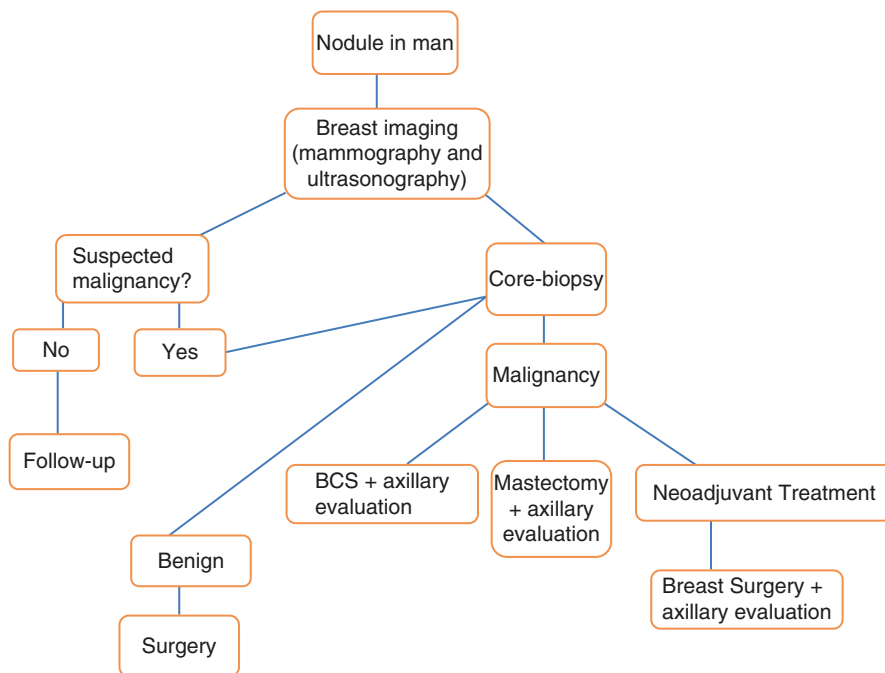 Nodule in man
Breast imaging
(mammography and
ultrasonography)
Suspected
malignancy?
Core-biopsy
No
Yes
Malignancy
Follow-up
BCS + axillary
evaluation
Mastectomy
+ axillary
evaluation
Neoadjuvant Treatment
Benign
Breast Surgery +
axillary evaluation
Surgery